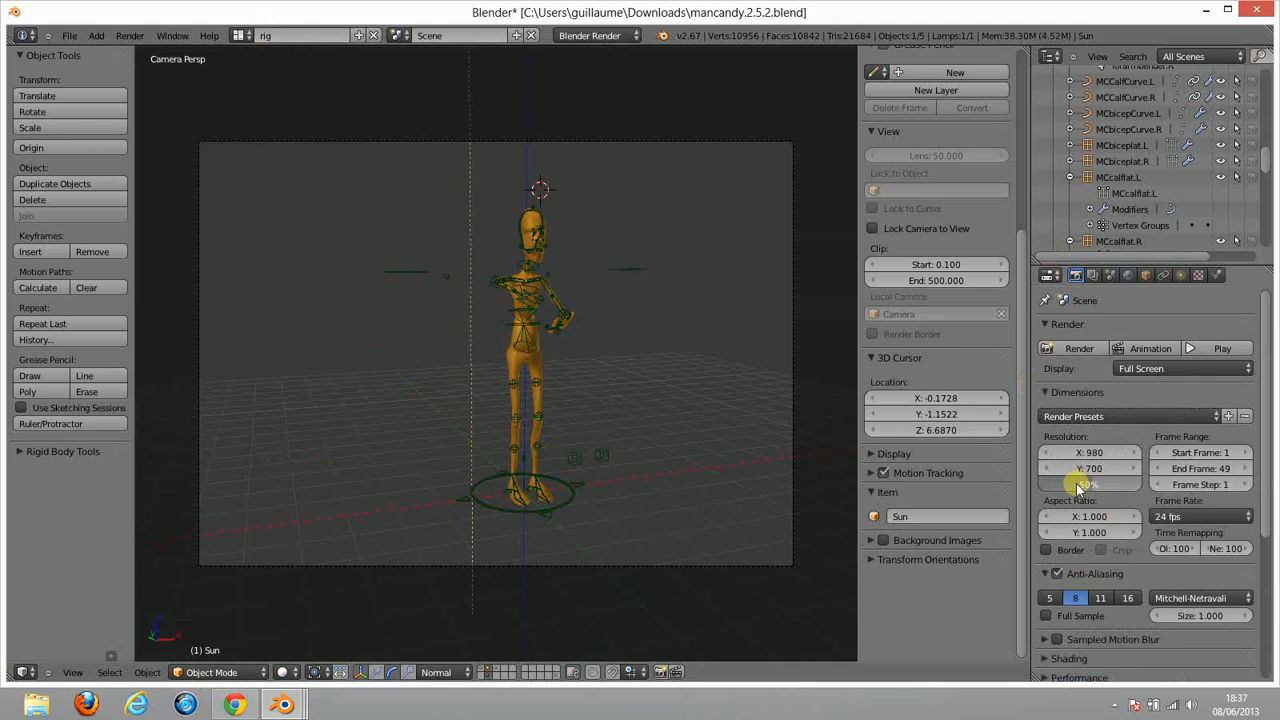 Blender* [C:\Users\guillaume\Downloads\mancandy.2.5.2.blend]
File Add Render Window Help
rig
Scene
Blender Render
v2.67 | Verts:10956 | Faces:10842 | Tris:21684 | Objects:1/5 | Lamps:1/1 | Mem:38.30M (4.52M) | Sun
Object Tools
Transform:
Translate
Rotate
Scale
Origin
Object:
Duplicate Objects
Delete
Join
Keyframes:
Insert Remove
Motion Paths:
Calculate Clear
Repeat:
Repeat Last
History...
Grease Pencil:
Draw Line
Poly Erase
Use Sketching Sessions
Ruler/Protractor
Rigid Body Tools
Camera Persp
(1) Sun
New
New Layer
Delete Frame Convert
View
Lens: 50.000
Lock to Object
Lock to Cursor
Lock Camera to View
Clip:
Start: 0.100
End: 500.000
Local Camera:
Camera
Render Border
3D Cursor
Location:
X: -0.1728
Y: -1.1522
Z: 6.6870
Display
Motion Tracking
Item
Sun
Background Images
Transform Orientations
View Search All Scenes
MCCalfCurve.L
MCCalfCurve.R
MCbicepCurve.L
MCbicepCurve.R
MCbiceplat.L
MCbiceplat.R
MCcalflat.L
MCcalflat.L
Modifiers
Vertex Groups
MCcalflat.R
Scene
Render
Render Animation Play
Display: Full Screen
Dimensions
Render Presets
Resolution: Frame Range:
X: 980 Start Frame: 1
Y: 700 End Frame: 49
50% Frame Step: 1
Aspect Ratio: Frame Rate:
X: 1.000 24 fps
Y: 1.000 Time Remapping:
Border Crop Ol: 100 Ne: 100
Anti-Aliasing
5 8 11 16 Mitchell-Netravali
Full Sample Size: 1.000
Sampled Motion Blur
Shading
Performance
View Select Object Object Mode Normal
18:37
08/06/2013